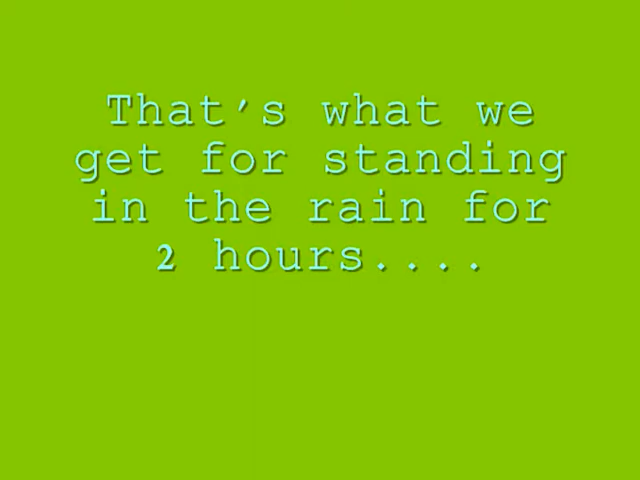 That's what we
get for standing
in the rain for
2 hours....